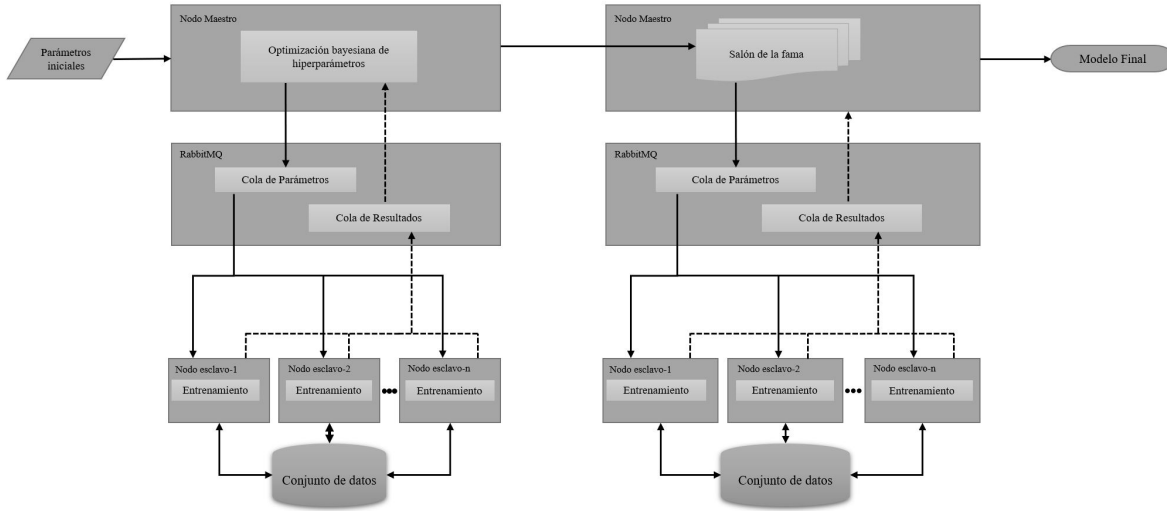 Nodo Maestro
Parámetros
iniciales
Optimización bayesiana de
hiperparámetros
RabbitMQ
Cola de Parámetros
Cola de Resultados
Nodo esclavo-1
Entrenamiento
Nodo esclavo-2
Entrenamiento
Nodo esclavo-n
Entrenamiento
Conjunto de datos
Nodo Maestro
Salón de la fama
Modelo Final
RabbitMQ
Cola de Parámetros
Cola de Resultados
Nodo esclavo-1
Entrenamiento
Nodo esclavo-2
Entrenamiento
Nodo esclavo-n
Entrenamiento
Conjunto de datos